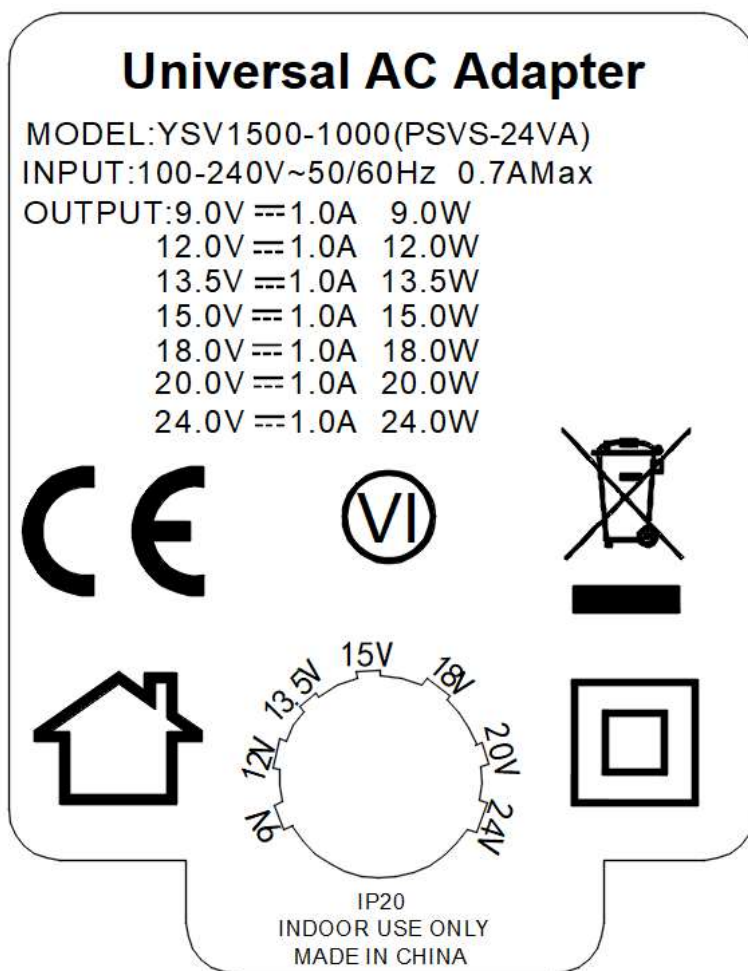 Universal AC Adapter
MODEL:YSV1500-1000(PSVS-24VA)
INPUT:100-240V~50/60Hz 0.7AMax
OUTPUT:9.0V⎓1.0A 9.0W
12.0V⎓1.0A 12.0W
13.5V⎓1.0A 13.5W
15.0V⎓1.0A 15.0W
18.0V⎓1.0A 18.0W
20.0V⎓1.0A 20.0W
24.0V⎓1.0A 24.0W
CE
VI
9V
12V
13.5V
15V
18V
20V
24V
IP20
INDOOR USE ONLY
MADE IN CHINA